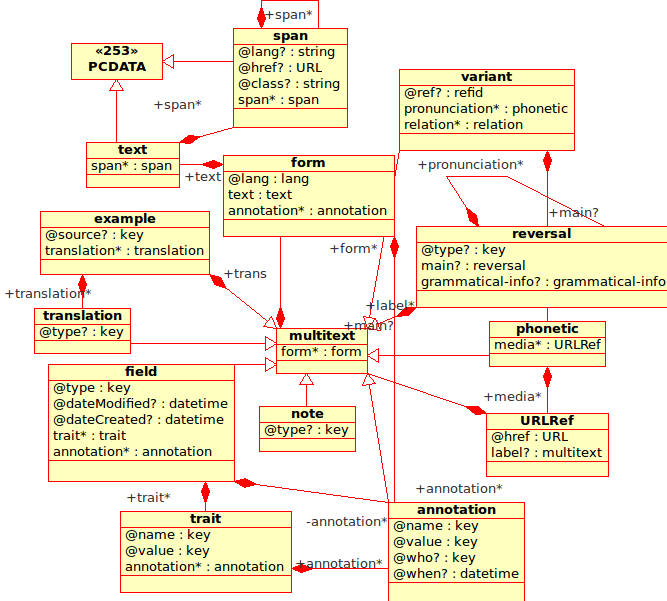 +span*
span
@lang? : string
@href? : URL
@class? : string
span* : span
«253»
PCDATA
+span*
variant
@ref? : refid
pronunciation* : phonetic
relation* : relation
text
span* : span
+text
form
@lang : lang
text : text
annotation* : annotation
+pronunciation*
+main?
example
@source? : key
translation* : translation
+form*
reversal
@type? : key
main? : reversal
grammatical-info? : grammatical-info
+trans
+translation*
+label*
+main?
translation
@type? : key
multitext
form* : form
phonetic
media* : URLRef
field
@type : key
@dateModified? : datetime
@dateCreated? : datetime
trait* : trait
annotation* : annotation
note
@type? : key
+media*
URLRef
@href : URL
label? : multitext
+annotation*
+trait*
-annotation*
trait
@name : key
@value : key
annotation* : annotation
+annotation*
annotation
@name : key
@value : key
@who? : key
@when? : datetime